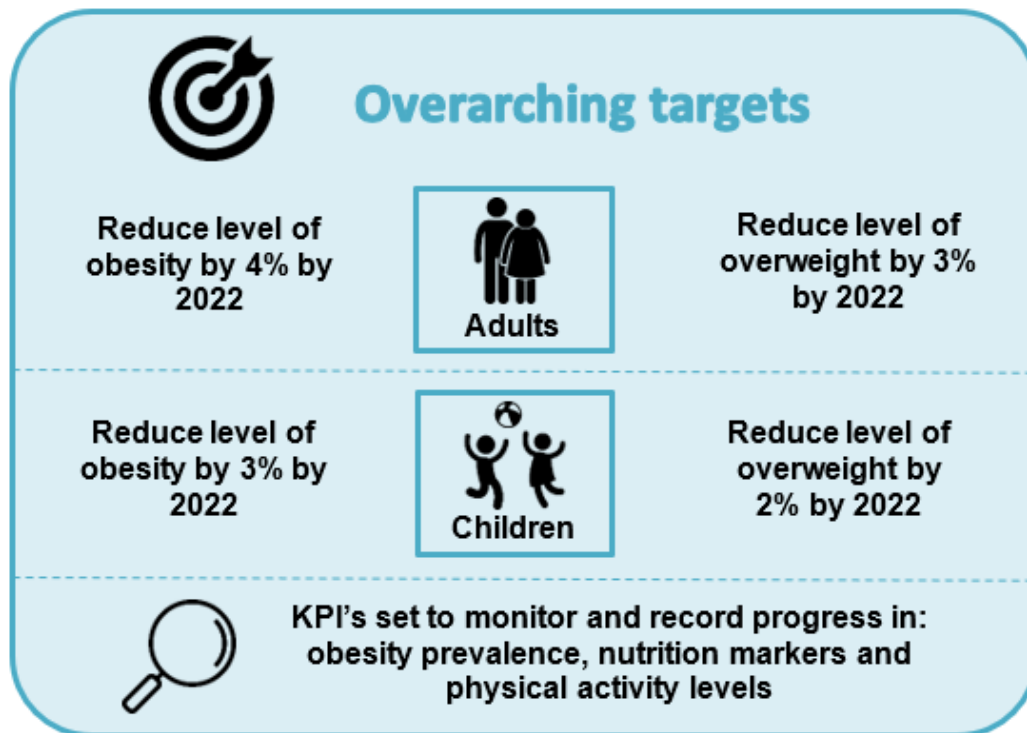 Overarching targets
Reduce level of
obesity by 4% by
2022
Adults
Reduce level of
overweight by 3%
by 2022
Reduce level of
obesity by 3% by
2022
Children
Reduce level of
overweight by
2% by 2022
KPI's set to monitor and record progress in:
obesity prevalence, nutrition markers and
physical activity levels